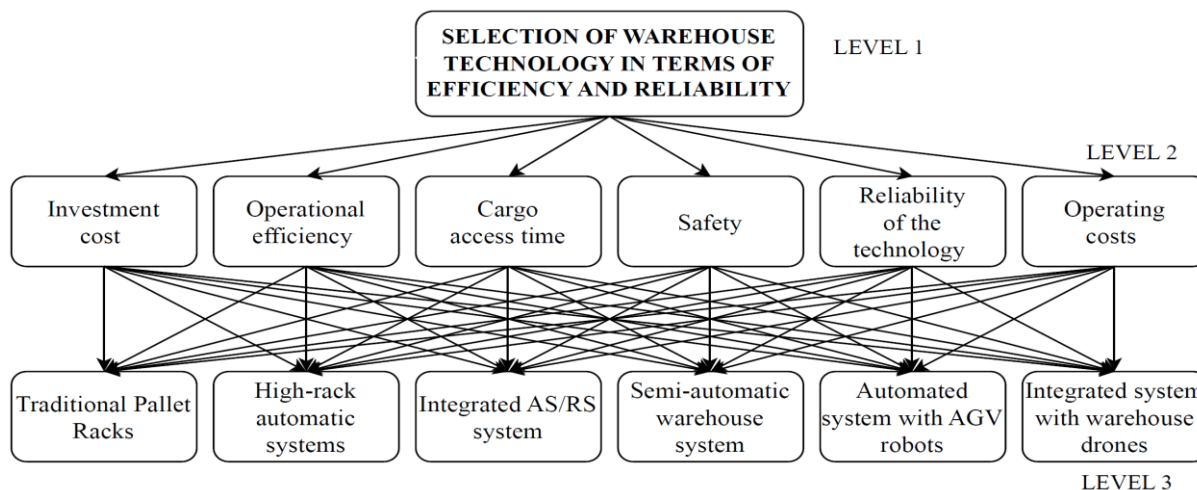 SELECTION OF WAREHOUSE
TECHNOLOGY IN TERMS OF
EFFICIENCY AND RELIABILITY
LEVEL 1
LEVEL 2
Investment
cost
Operational
efficiency
Cargo
access time
Safety
Reliability
of the
technology
Operating
costs
Traditional Pallet
Racks
High-rack
automatic
systems
Integrated AS/RS
system
Semi-automatic
warehouse
system
Automated
system with AGV
robots
Integrated system
with warehouse
drones
LEVEL 3